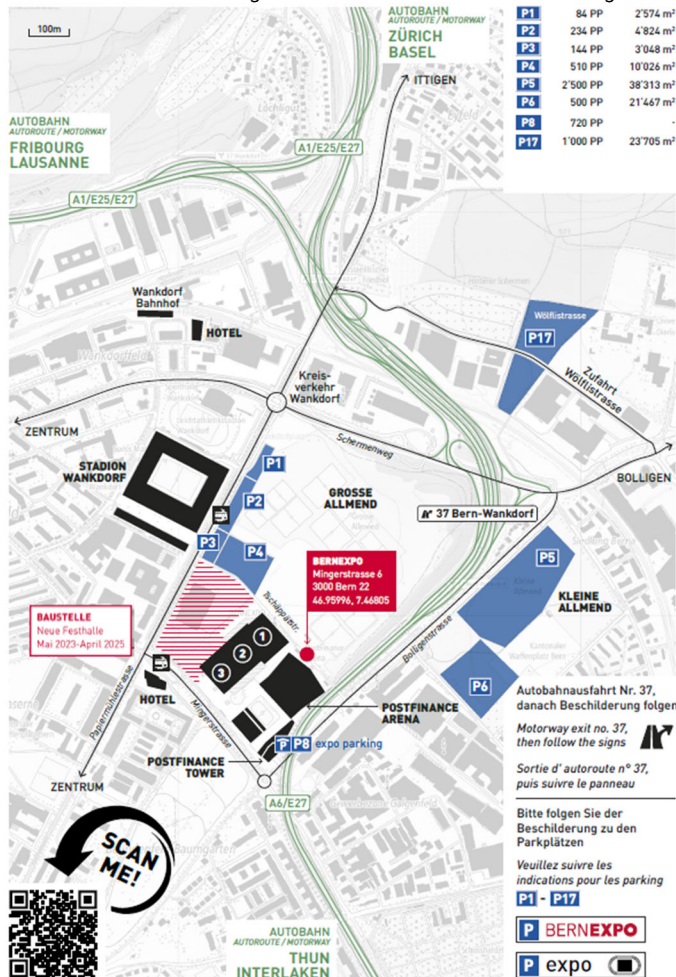 100m
AUTOBAHN
AUTOROUTE / MOTORWAY
ZÜRICH
BASEL
ITTIGEN
P1 84 PP 2'574 m²
P2 234 PP 4'824 m²
P3 144 PP 3'048 m²
P4 510 PP 10'026 m²
P5 2'500 PP 38'313 m²
P6 500 PP 21'467 m²
P8 720 PP -
P17 1'000 PP 23'705 m²
AUTOBAHN
AUTOROUTE / MOTORWAY
FRIBOURG
LAUSANNE
A1/E25/E27
A1/E25/E27
Wankdorf
Bahnhof
HOTEL
Wankdorffeld
Wölflistrasse
P17
Zufahrt
Wölflistrasse
Kreis-
verkehr
Wankdorf
ZENTRUM
Schermenweg
BOLLIGEN
STADION
WANKDORF
P1
P2
P3
P4
GROSSE
ALLMEND
37 Bern-Wankdorf
P5
KLEINE
ALLMEND
P6
BERNEXPO
Mingerstrasse 6
3000 Bern 22
46.95996, 7.46805
BAUSTELLE
Neue Festhalle
Mai 2023-April 2025
Tschäppätstr.
1
2
3
Bolligenstrasse
Papiermühlestrasse
HOTEL
Mingerstrasse
POSTFINANCE
ARENA
P P8 expo parking
POSTFINANCE
TOWER
ZENTRUM
A6/E27
SCAN
ME!
AUTOBAHN
AUTOROUTE / MOTORWAY
THUN
INTERLAKEN
Autobahnausfahrt Nr. 37,
danach Beschilderung folgen
Motorway exit no. 37,
then follow the signs
Sortie d' autoroute n° 37,
puis suivre le panneau
Bitte folgen Sie der
Beschilderung zu den
Parkplätzen
Veuillez suivre les
indications pour les parking
P1 - P17
P BERNEXPO
P expo